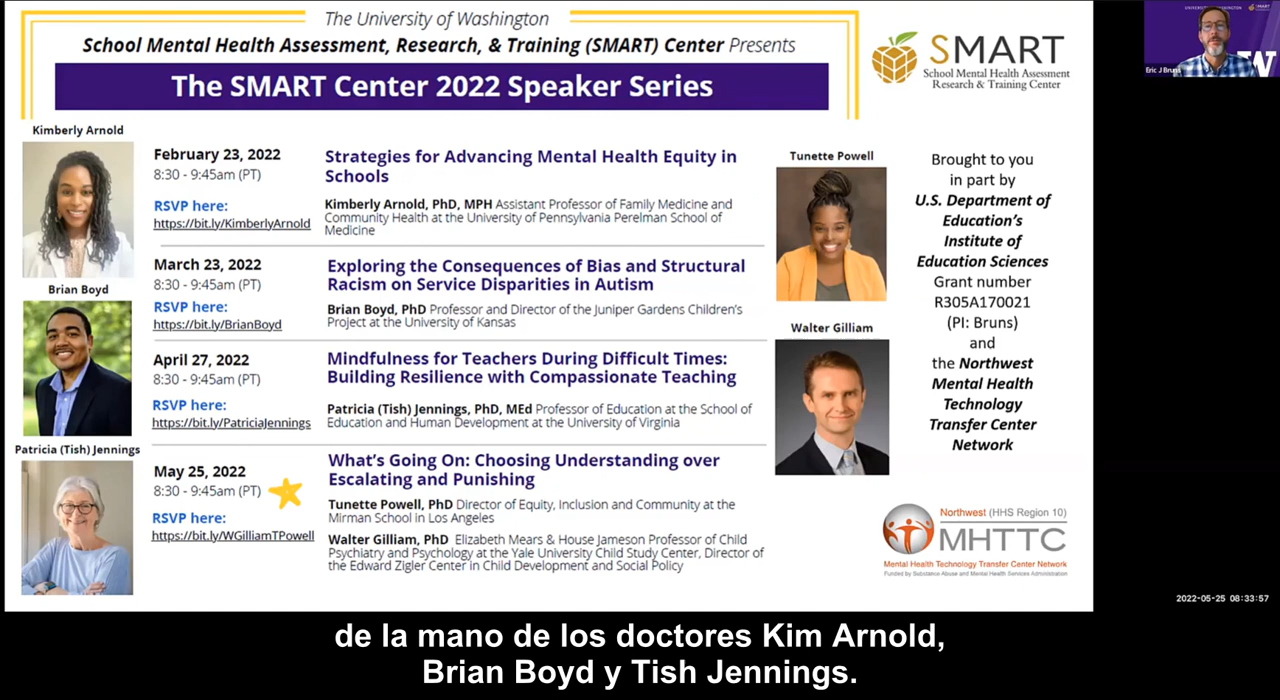 The University of Washington
School Mental Health Assessment, Research, & Training (SMART) Center Presents
The SMART Center 2022 Speaker Series
SMART
School Mental Health Assessment
Research & Training Center
Eric J Bruns
Kimberly Arnold
February 23, 2022
8:30 - 9:45am (PT)
RSVP here:
https://bit.ly/KimberlyArnold
Strategies for Advancing Mental Health Equity in
Schools
Kimberly Arnold, PhD, MPH Assistant Professor of Family Medicine and
Community Health at the University of Pennsylvania Perelman School of
Medicine
Brian Boyd
March 23, 2022
8:30 - 9:45am (PT)
RSVP here:
https://bit.ly/BrianBoyd
Exploring the Consequences of Bias and Structural
Racism on Service Disparities in Autism
Brian Boyd, PhD Professor and Director of the Juniper Gardens Children's
Project at the University of Kansas
April 27, 2022
8:30 - 9:45am (PT)
RSVP here:
https://bit.ly/PatriciaJennings
Mindfulness for Teachers During Difficult Times:
Building Resilience with Compassionate Teaching
Patricia (Tish) Jennings, PhD, MEd Professor of Education at the School of
Education and Human Development at the University of Virginia
Patricia (Tish) Jennings
May 25, 2022
8:30 - 9:45am (PT)
RSVP here:
https://bit.ly/WGilliamTPowell
What's Going On: Choosing Understanding over
Escalating and Punishing
Tunette Powell, PhD Director of Equity, Inclusion and Community at the
Mirman School in Los Angeles
Walter Gilliam, PhD Elizabeth Mears & House Jameson Professor of Child
Psychiatry and Psychology at the Yale University Child Study Center, Director of
the Edward Zigler Center in Child Development and Social Policy
Tunette Powell
Walter Gilliam
Brought to you
in part by
U.S. Department of
Education's
Institute of
Education Sciences
Grant number
R305A170021
(PI: Bruns)
and
the Northwest
Mental Health
Technology
Transfer Center
Network
Northwest (HHS Region 10)
MHTTC
Mental Health Technology Transfer Center Network
Funded by Substance Abuse and Mental Health Services Administration
2022-05-25 08:33:57
de la mano de los doctores Kim Arnold,
Brian Boyd y Tish Jennings.